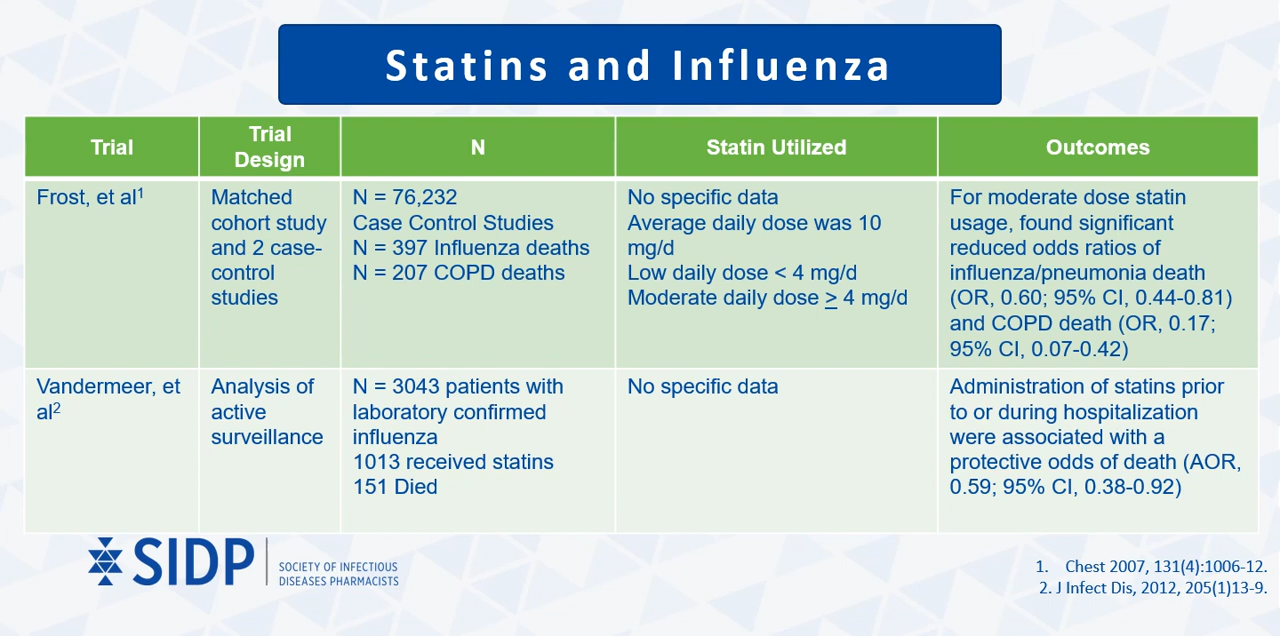 Statins and Influenza
Trial
Trial
Design
N
Statin Utilized
Outcomes
Frost, et al1
Matched
cohort study
and 2 case-
control
studies
N = 76,232
Case Control Studies
N = 397 Influenza deaths
N = 207 COPD deaths
No specific data
Average daily dose was 10
mg/d
Low daily dose < 4 mg/d
Moderate daily dose > 4 mg/d
For moderate dose statin
usage, found significant
reduced odds ratios of
influenza/pneumonia death
(OR, 0.60; 95% CI, 0.44-0.81)
and COPD death (OR, 0.17;
95% CI, 0.07-0.42)
Vandermeer, et
al2
Analysis of
active
surveillance
N = 3043 patients with
laboratory confirmed
influenza
1013 received statins
151 Died
No specific data
Administration of statins prior
to or during hospitalization
were associated with a
protective odds of death (AOR,
0.59; 95% CI, 0.38-0.92)
SIDP
SOCIETY OF INFECTIOUS
DISEASES PHARMACISTS
1. Chest 2007, 131(4):1006-12.
2. J Infect Dis, 2012, 205(1)13-9.